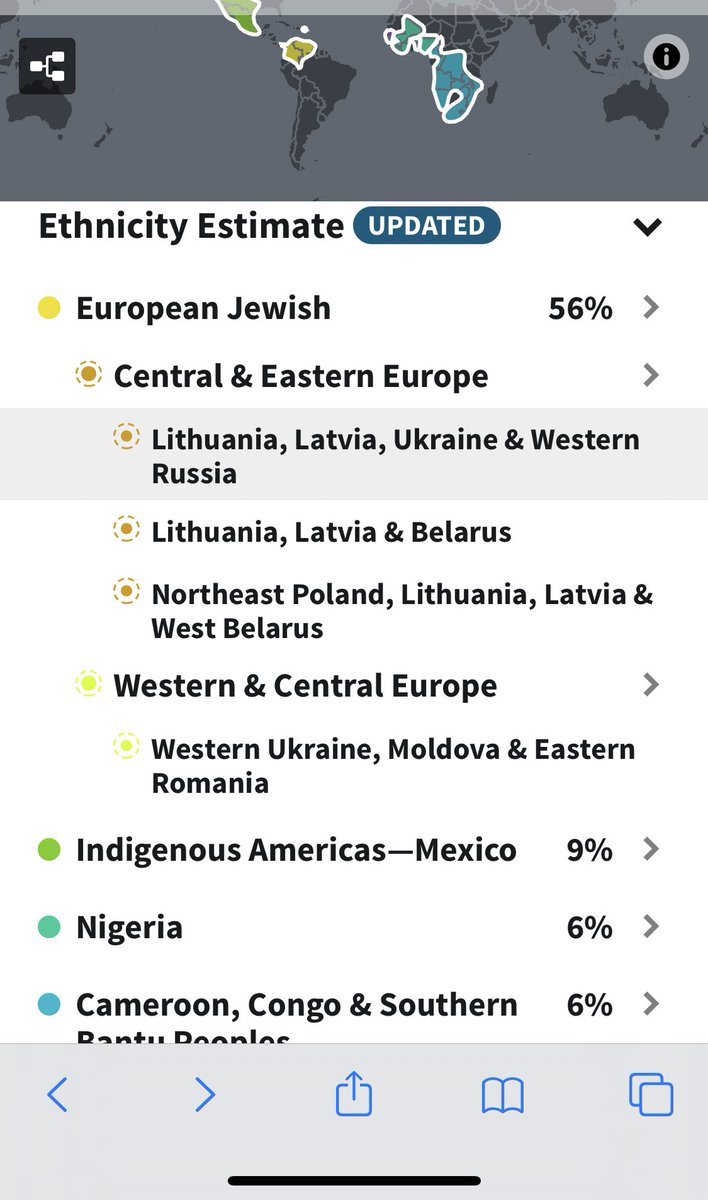 Ethnicity Estimate UPDATED
European Jewish 56%
Central & Eastern Europe
Lithuania, Latvia, Ukraine & Western
Russia
Lithuania, Latvia & Belarus
Northeast Poland, Lithuania, Latvia &
West Belarus
Western & Central Europe
Western Ukraine, Moldova & Eastern
Romania
Indigenous Americas—Mexico 9%
Nigeria 6%
Cameroon, Congo & Southern 6%
Bantu Peoples